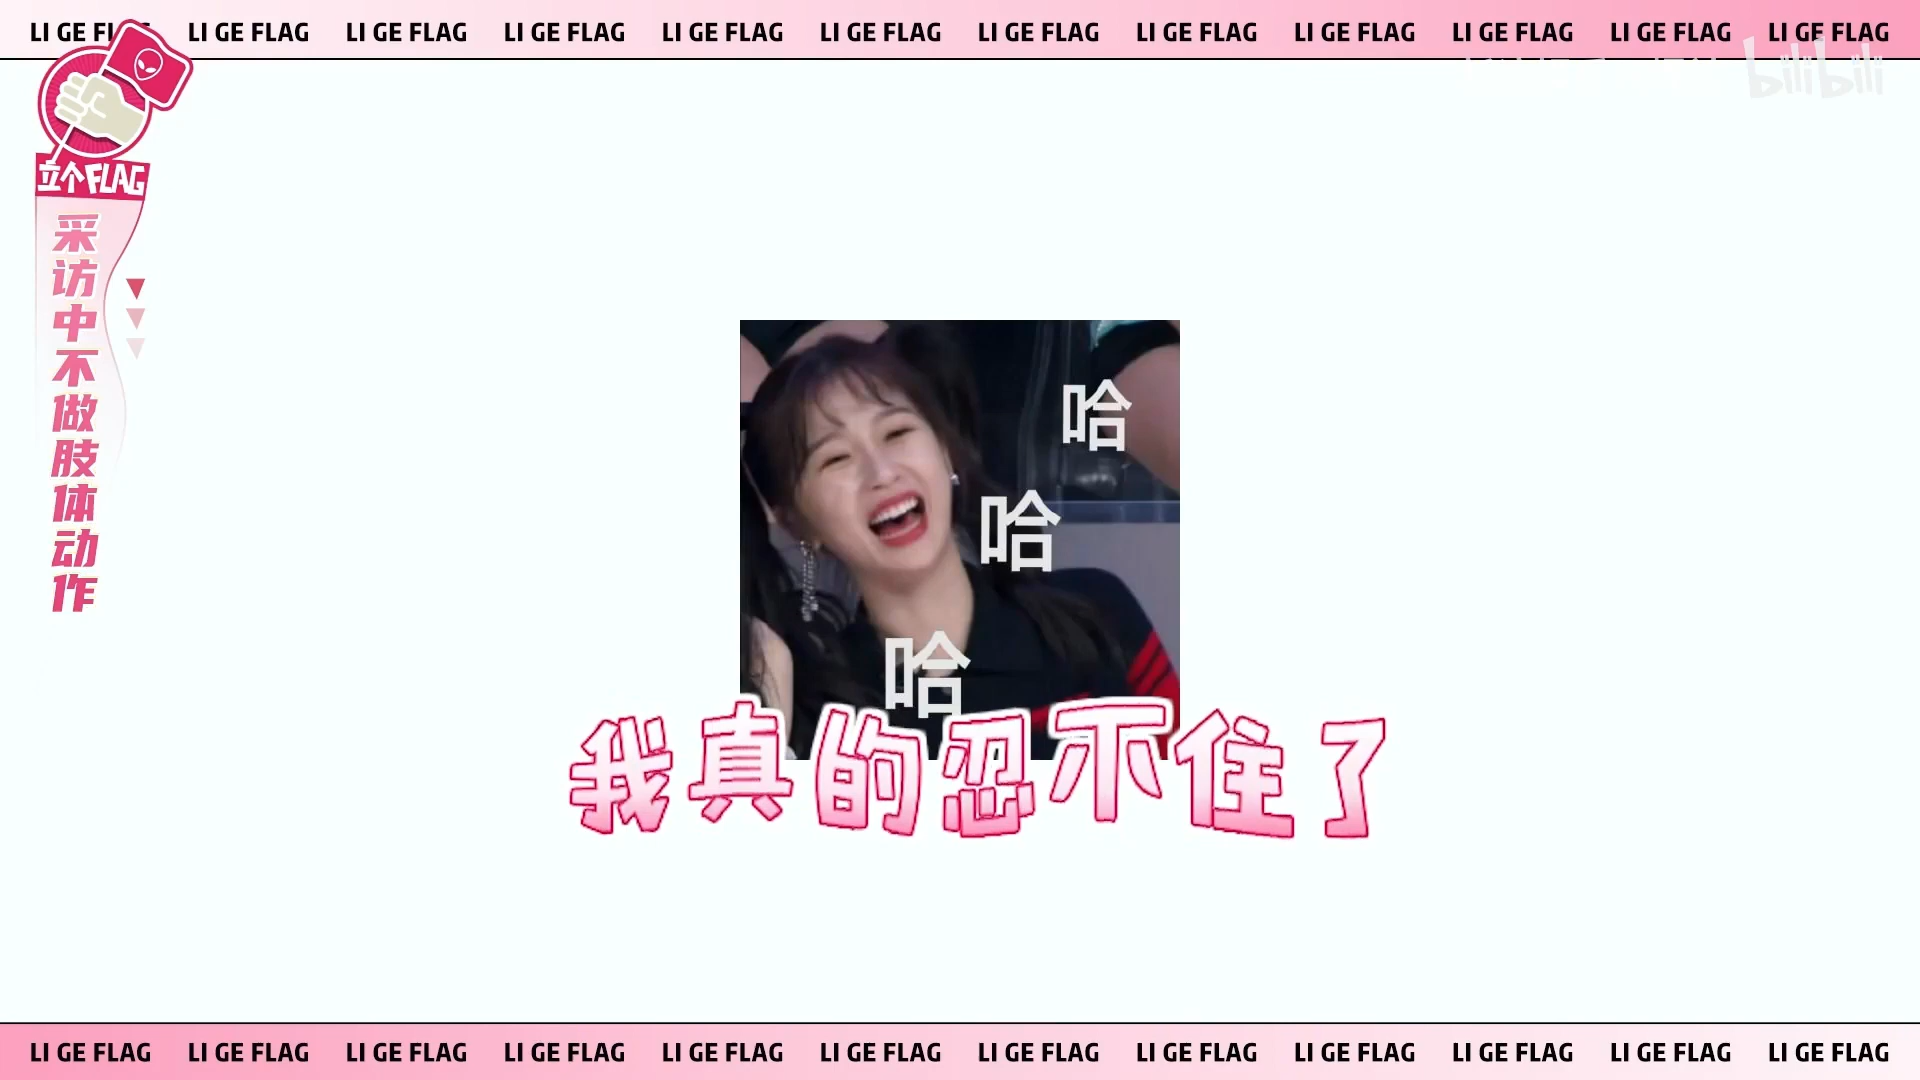 LI GE FLAG LI GE FLAG LI GE FLAG LI GE FLAG LI GE FLAG LI GE FLAG LI GE FLAG LI GE FLAG LI GE FLAG LI GE FLAG LI GE FLAG
bilibili
立个FLAG
采访中不做肢体动作
哈
哈
哈
我真的忍不住了
LI GE FLAG LI GE FLAG LI GE FLAG LI GE FLAG LI GE FLAG LI GE FLAG LI GE FLAG LI GE FLAG LI GE FLAG LI GE FLAG LI GE FLAG LI GE FLAG